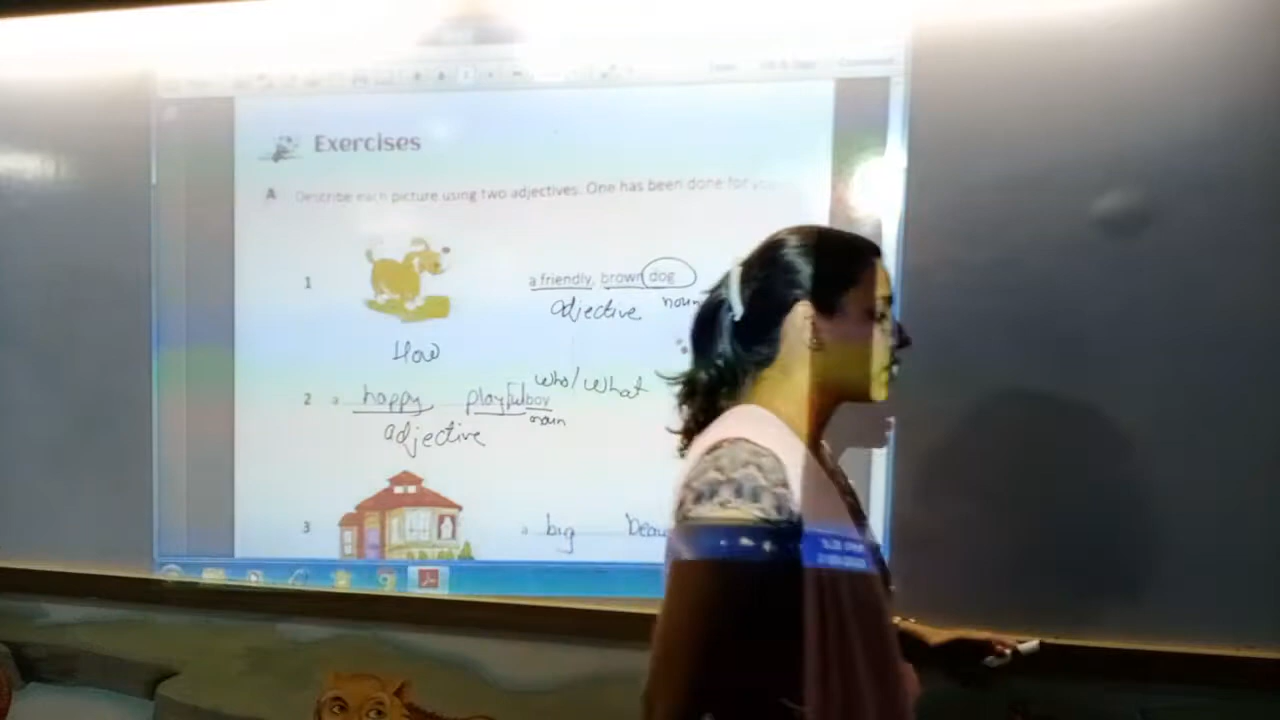 Exercises
A Describe each picture using two adjectives. One has been done for you
1 a friendly, brown dog
adjective noun
How
who/what
2 a happy playful boy
noun
adjective
3 a big